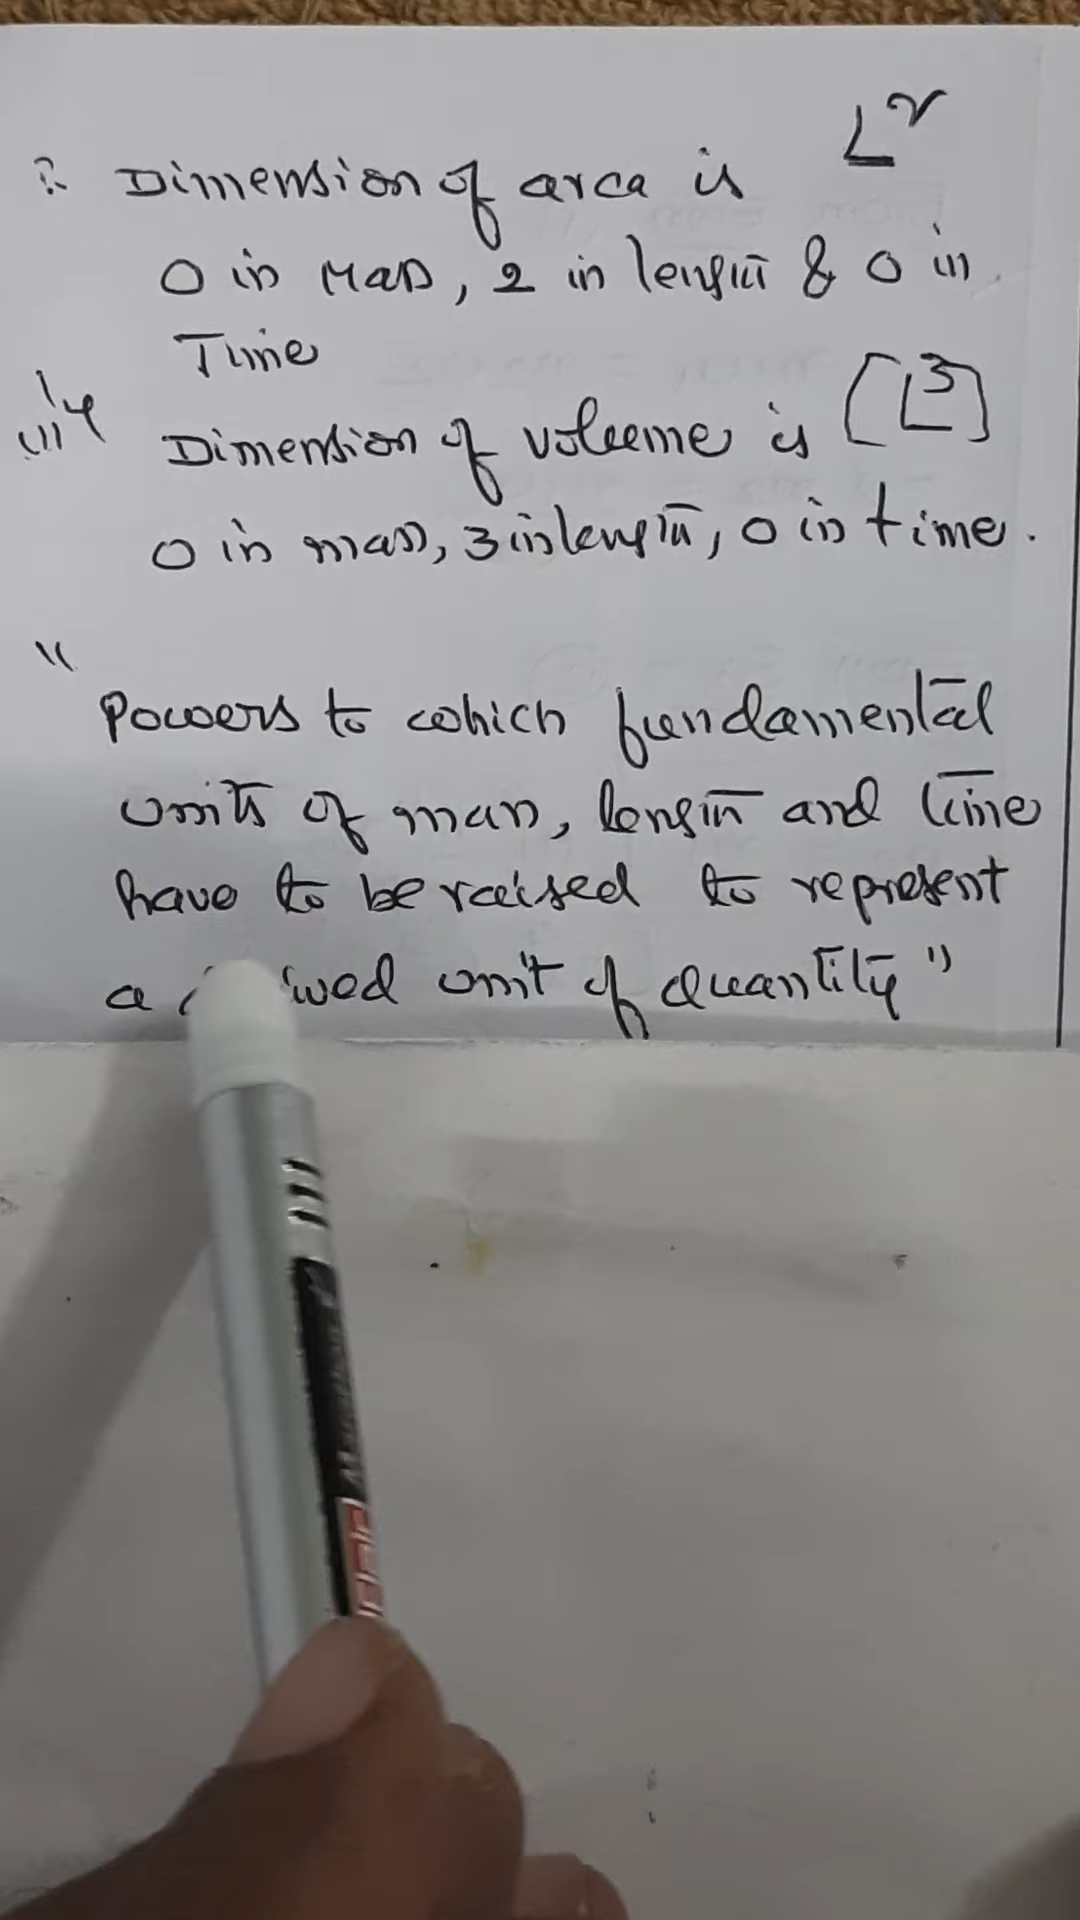 ∴ Dimension of area is L²
0 in Mass, 2 in length & 0 in
Time
|||ly Dimension of volume is [L³]
0 in mass, 3 in length, 0 in time.
"
Powers to which fundamental
units of mass, length and time
have to be raised to represent
a unit of quantity"